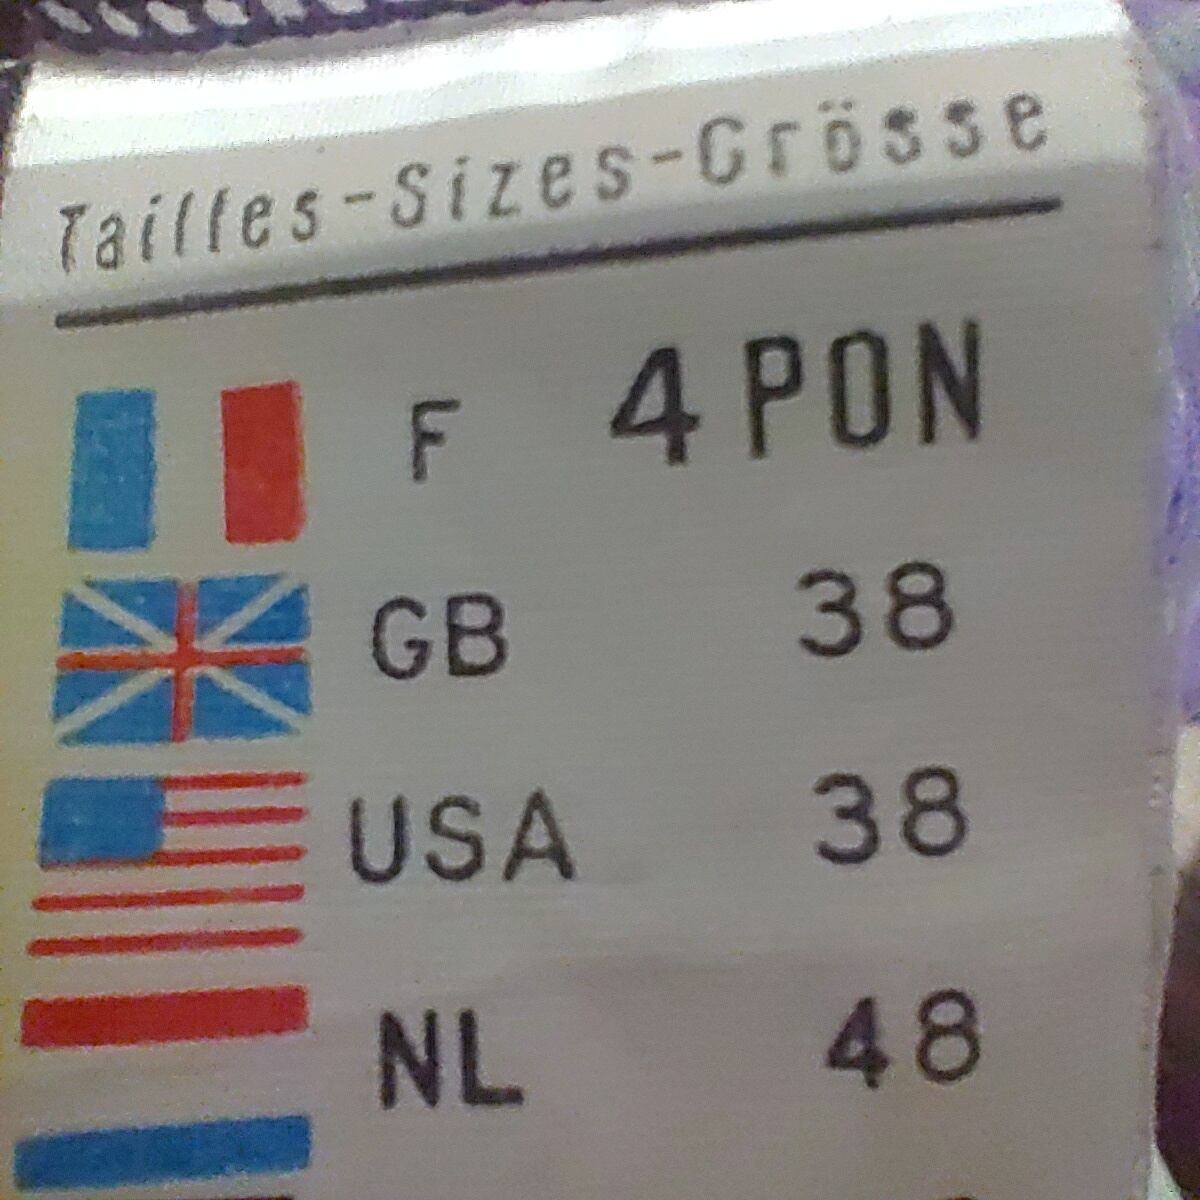 Tailles-Sizes-Grösse
F 4 PON
GB 38
USA 38
NL 48